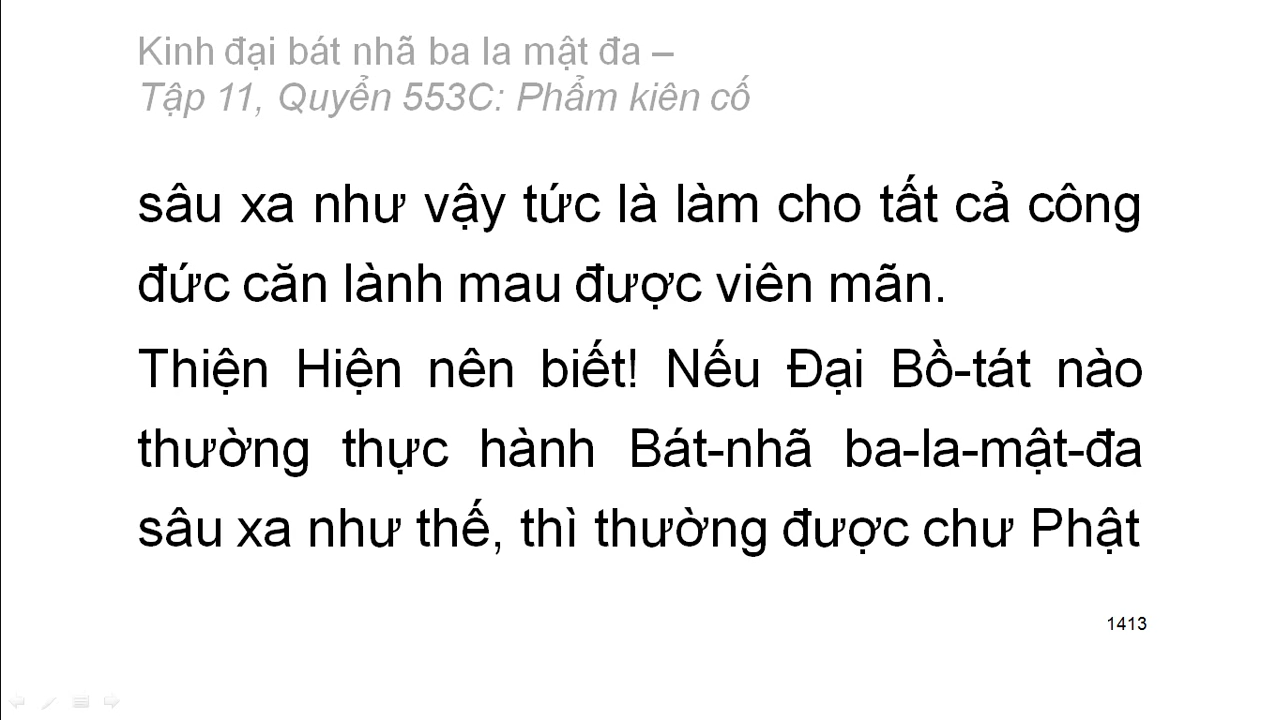 Kinh đại bát nhã ba la mật đa –
Tập 11, Quyển 553C: Phẩm kiên cố
sâu xa như vậy tức là làm cho tất cả công
đức căn lành mau được viên mãn.
Thiện Hiện nên biết! Nếu Đại Bồ-tát nào
thường thực hành Bát-nhã ba-la-mật-đa
sâu xa như thế, thì thường được chư Phật
1413